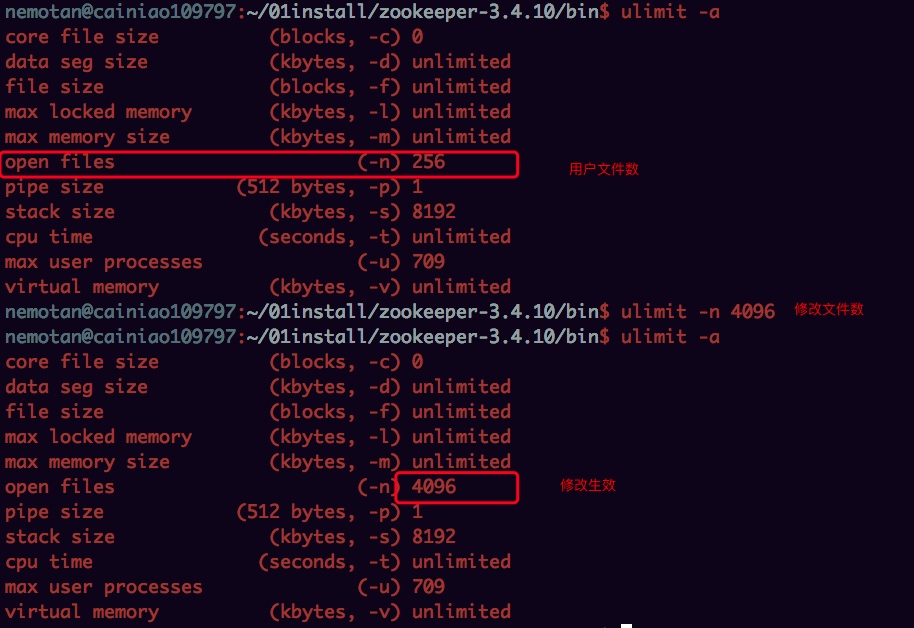 nemotan@cainiao109797:~/01install/zookeeper-3.4.10/bin$ ulimit -a
core file size (blocks, -c) 0
data seg size (kbytes, -d) unlimited
file size (blocks, -f) unlimited
max locked memory (kbytes, -l) unlimited
max memory size (kbytes, -m) unlimited
open files (-n) 256 用户文件数
pipe size (512 bytes, -p) 1
stack size (kbytes, -s) 8192
cpu time (seconds, -t) unlimited
max user processes (-u) 709
virtual memory (kbytes, -v) unlimited
nemotan@cainiao109797:~/01install/zookeeper-3.4.10/bin$ ulimit -n 4096 修改文件数
nemotan@cainiao109797:~/01install/zookeeper-3.4.10/bin$ ulimit -a
core file size (blocks, -c) 0
data seg size (kbytes, -d) unlimited
file size (blocks, -f) unlimited
max locked memory (kbytes, -l) unlimited
max memory size (kbytes, -m) unlimited
open files (-n) 4096 修改生效
pipe size (512 bytes, -p) 1
stack size (kbytes, -s) 8192
cpu time (seconds, -t) unlimited
max user processes (-u) 709
virtual memory (kbytes, -v) unlimited